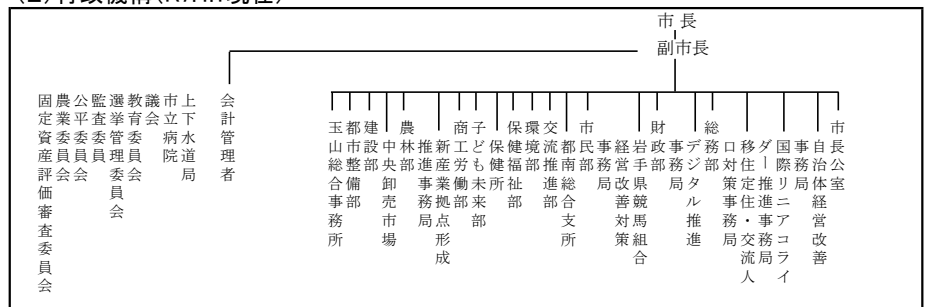 (2)行政機構(
現在)
市長
副市長
市長公室
自治体経営改善
事務局
国際リニアコライ
ダー推進事務局
移住定住・交流人
口対策事務局
総務部
デジタル推進
事務局
財政部
岩手県競馬組合
経営改善対策
事務局
市民部
都南総合支所
交流推進部
環境部
保健福祉部
保健所
子ども未来部
商工労働部
新産業拠点形成
推進事務局
農林部
中央卸売市場
建設部
都市整備部
玉山総合事務所
会計管理者
上下水道局
市立病院
議会
教育委員会
選挙管理委員会
監査委員
公平委員会
農業委員会
固定資産評価審査委員会